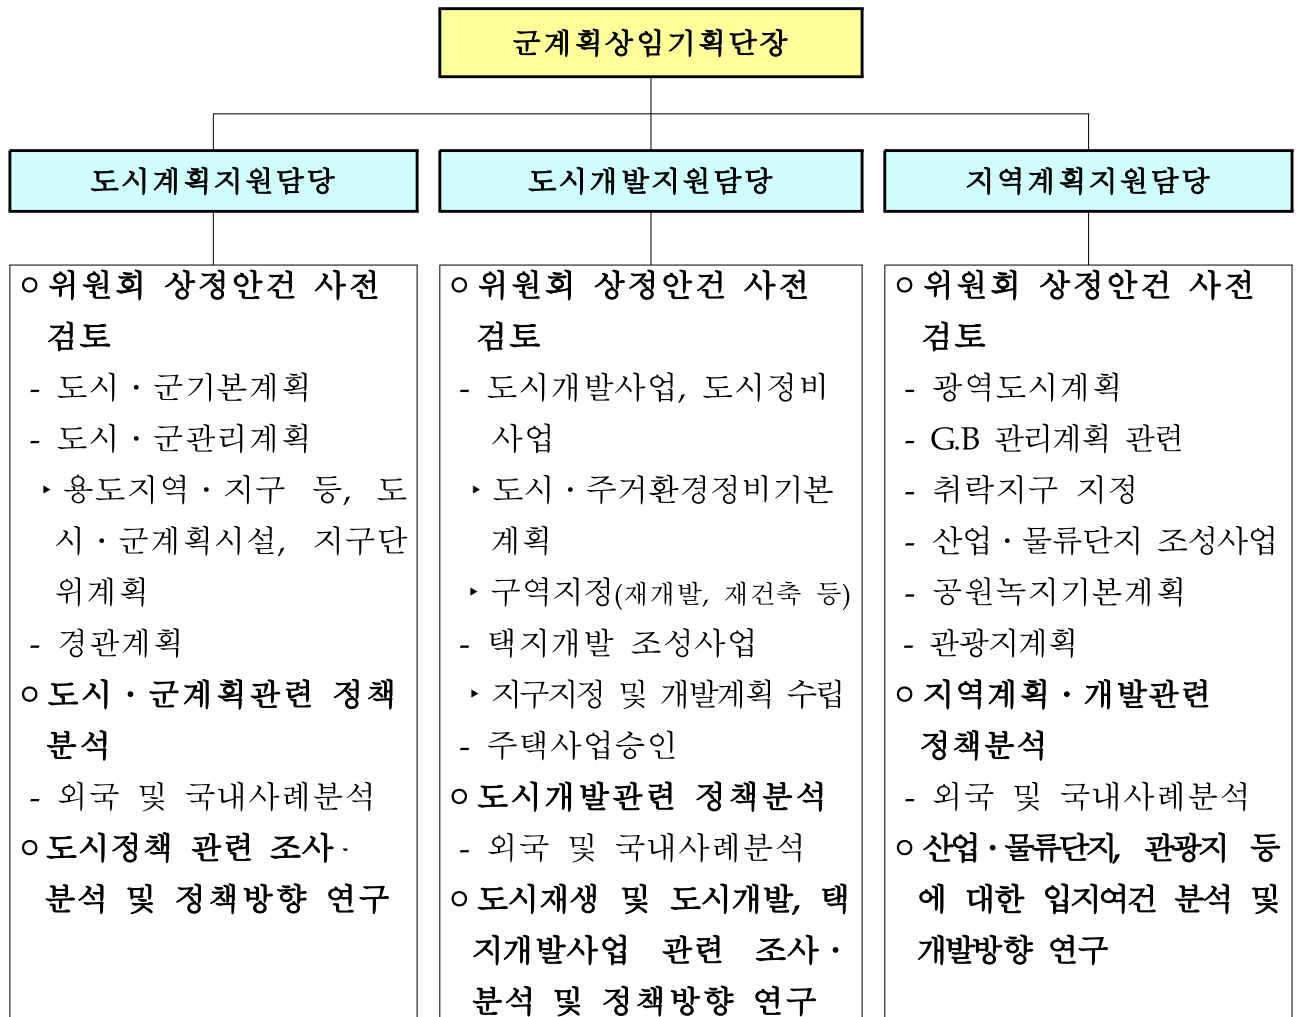 군계획상임기획단장
도시계획지원담당
○ 위원회 상정안건 사전
검토
- 도시·군기본계획
- 도시·군관리계획
‣ 용도지역·지구 등, 도
시·군계획시설, 지구단
위계획
- 경관계획
○ 도시·군계획관련 정책
분석
- 외국 및 국내사례분석
○ 도시정책 관련 조사·
분석 및 정책방향 연구
도시개발지원담당
○ 위원회 상정안건 사전
검토
- 도시개발사업, 도시정비
사업
‣ 도시·주거환경정비기본
계획
‣ 구역지정(재개발, 재건축 등)
- 택지개발 조성사업
‣ 지구지정 및 개발계획 수립
- 주택사업승인
○ 도시개발관련 정책분석
- 외국 및 국내사례분석
○ 도시재생 및 도시개발, 택
지개발사업 관련 조사·
분석 및 정책방향 연구
지역계획지원담당
○ 위원회 상정안건 사전
검토
- 광역도시계획
- G.B 관리계획 관련
- 취락지구 지정
- 산업·물류단지 조성사업
- 공원녹지기본계획
- 관광지계획
○ 지역계획·개발관련
정책분석
- 외국 및 국내사례분석
○ 산업·물류단지, 관광지 등
에 대한 입지여건 분석 및
개발방향 연구